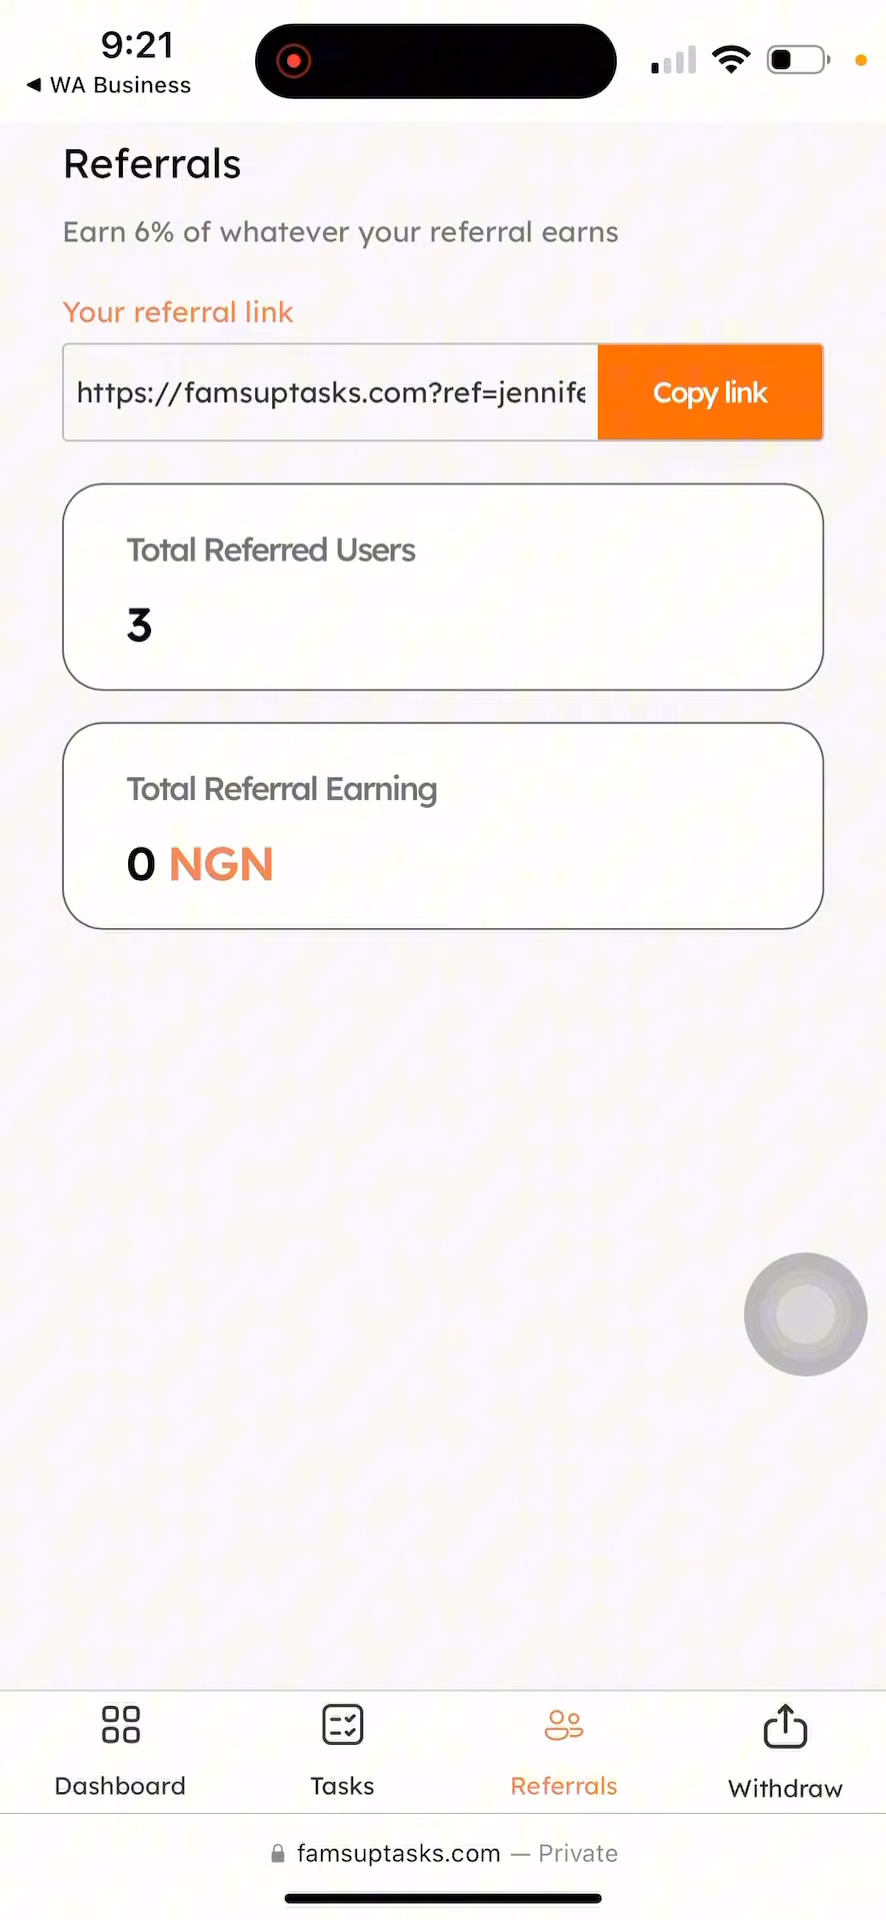 9:21
◀ WA Business
Referrals
Earn 6% of whatever your referral earns
Your referral link
https://famsuptasks.com?ref=jennife
Copy link
Total Referred Users
3
Total Referral Earning
0 NGN
Dashboard
Tasks
Referrals
Withdraw
famsuptasks.com — Private